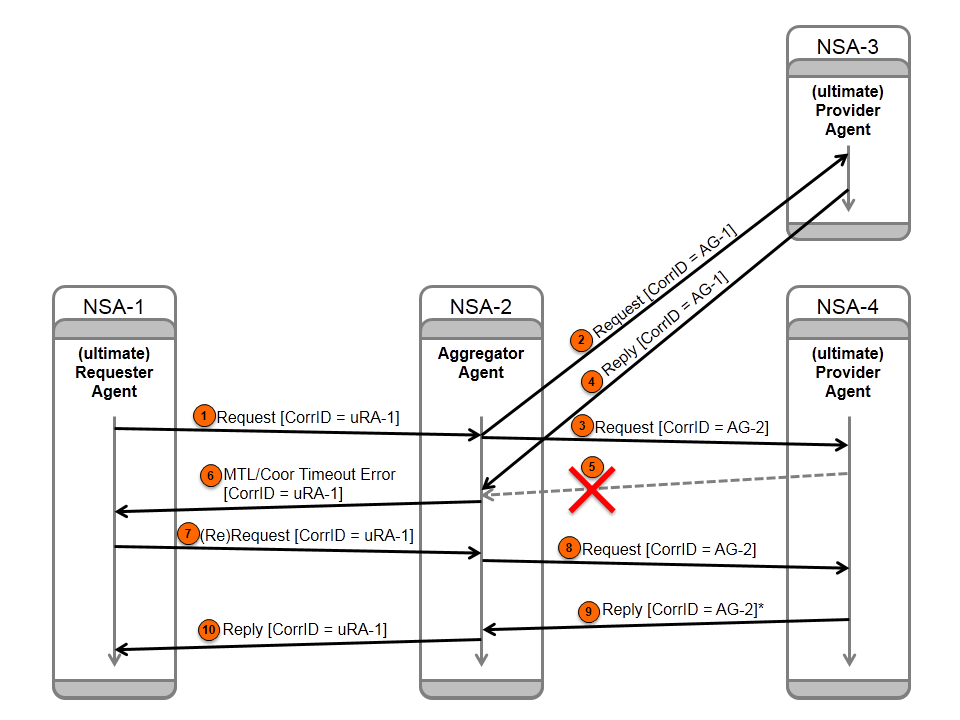 NSA-3
(ultimate)
Provider
Agent
2 Request [CorrID = AG-1]
4 Reply [CorrID = AG-1]
NSA-1
(ultimate)
Requester
Agent
NSA-2
Aggregator
Agent
NSA-4
(ultimate)
Provider
Agent
1 Request [CorrID = uRA-1]
3 Request [CorrID = AG-2]
5
6 MTL/Coor Timeout Error
[CorrID = uRA-1]
7 (Re)Request [CorrID = uRA-1]
8 Request [CorrID = AG-2]
9 Reply [CorrID = AG-2]*
10 Reply [CorrID = uRA-1]